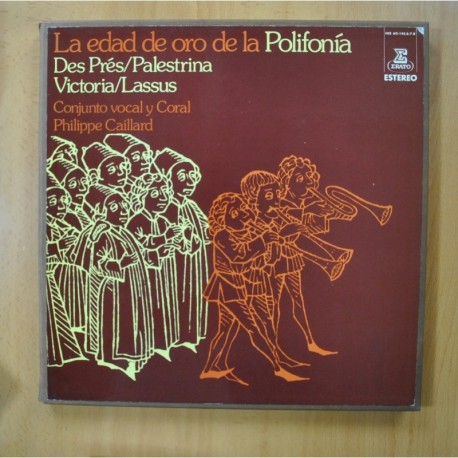 La edad de oro de la Polifonía
Des Prés/Palestrina
Victoria/Lassus
Conjunto vocal y Coral
Philippe Caillard
E
ERATO
ESTEREO